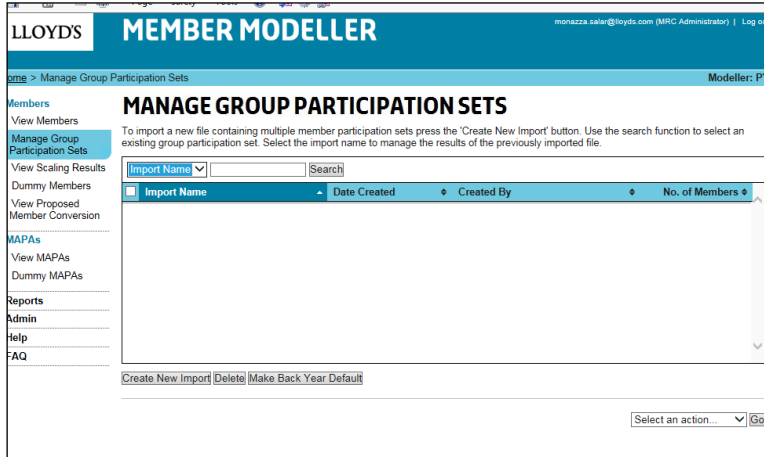 Page Safety Tools
LLOYD'S
MEMBER MODELLER
monazza.salar@lloyds.com (MRC Administrator) | Log o
ome > Manage Group Participation Sets
Modeller: P
Members
View Members
Manage Group
Participation Sets
View Scaling Results
Dummy Members
View Proposed
Member Conversion
MAPAs
View MAPAs
Dummy MAPAs
Reports
Admin
Help
FAQ
MANAGE GROUP PARTICIPATION SETS
To import a new file containing multiple member participation sets press the 'Create New Import' button. Use the search function to select an
existing group participation set. Select the import name to manage the results of the previously imported file.
Import Name Search
Import Name Date Created Created By No. of Members
Create New Import Delete Make Back Year Default
Select an action... Go